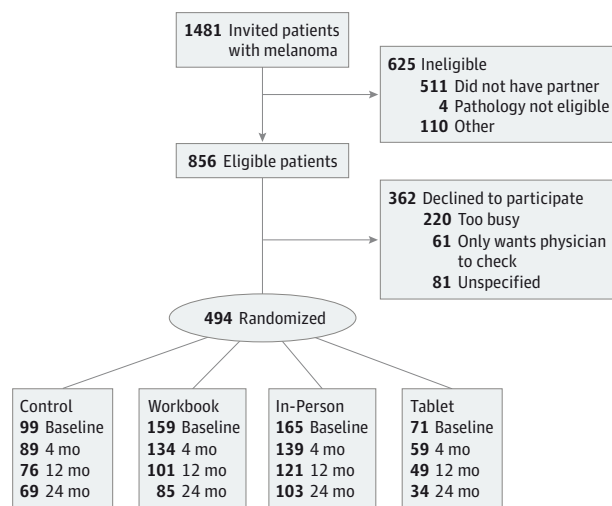 1481 Invited patients
with melanoma
625 Ineligible
511 Did not have partner
4 Pathology not eligible
110 Other
856 Eligible patients
362 Declined to participate
220 Too busy
61 Only wants physician
to check
81 Unspecified
494 Randomized
Control
99 Baseline
89 4 mo
76 12 mo
69 24 mo
Workbook
159 Baseline
134 4 mo
101 12 mo
85 24 mo
In-Person
165 Baseline
139 4 mo
121 12 mo
103 24 mo
Tablet
71 Baseline
59 4 mo
49 12 mo
34 24 mo